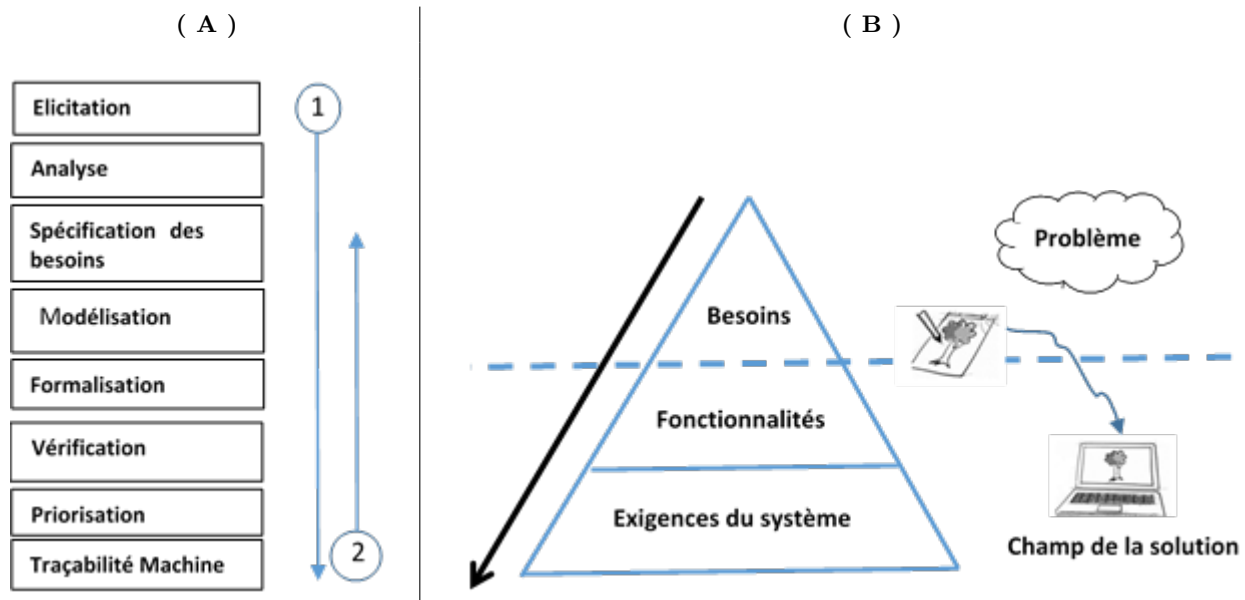 ( A )
Elicitation
1
Analyse
Spécification des
besoins
Modélisation
Formalisation
Vérification
Priorisation
2
Traçabilité Machine
( B )
Problème
Besoins
Fonctionnalités
Exigences du système
Champ de la solution